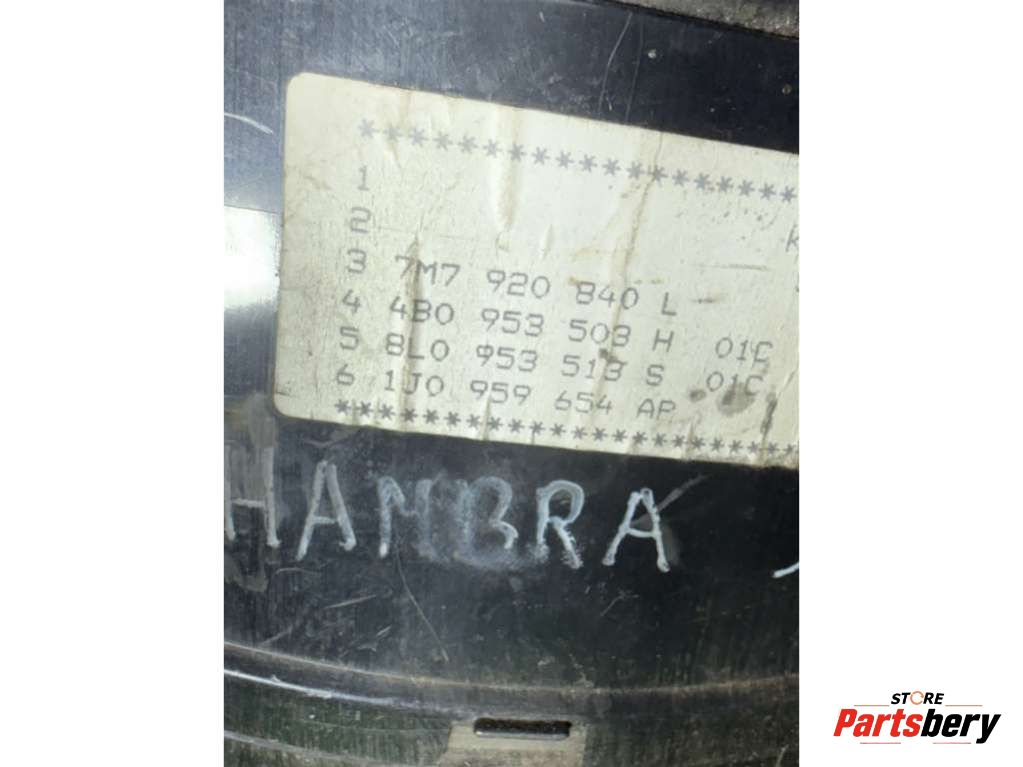 ************************
1
2 K
3 7M7 920 840 L
4 4B0 953 503 H 01C
5 8L0 953 513 S 01C
6 1J0 959 654 AP
************************
HAMBRA
STORE
Partsbery